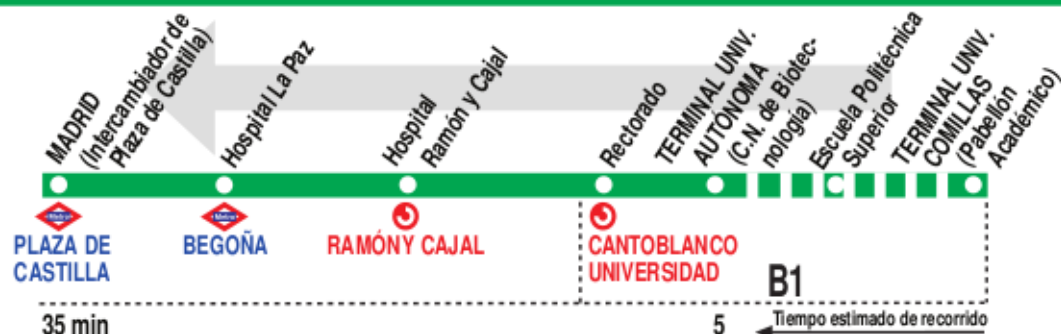 MADRID
(Intercambiador de
Plaza de Castilla)
Hospital La Paz
Hospital
Ramón y Cajal
Rectorado
TERMINAL UNIV.
AUTÓNOMA
(C.N. de Biotec-
nología)
Escuela Politécnica
Superior
TERMINAL UNIV.
COMILLAS
(Pabellón
Académico)
Metro
PLAZA DE
CASTILLA
Metro
BEGOÑA
RAMÓN Y CAJAL
CANTOBLANCO
UNIVERSIDAD
B1
35 min
5
Tiempo estimado de recorrido